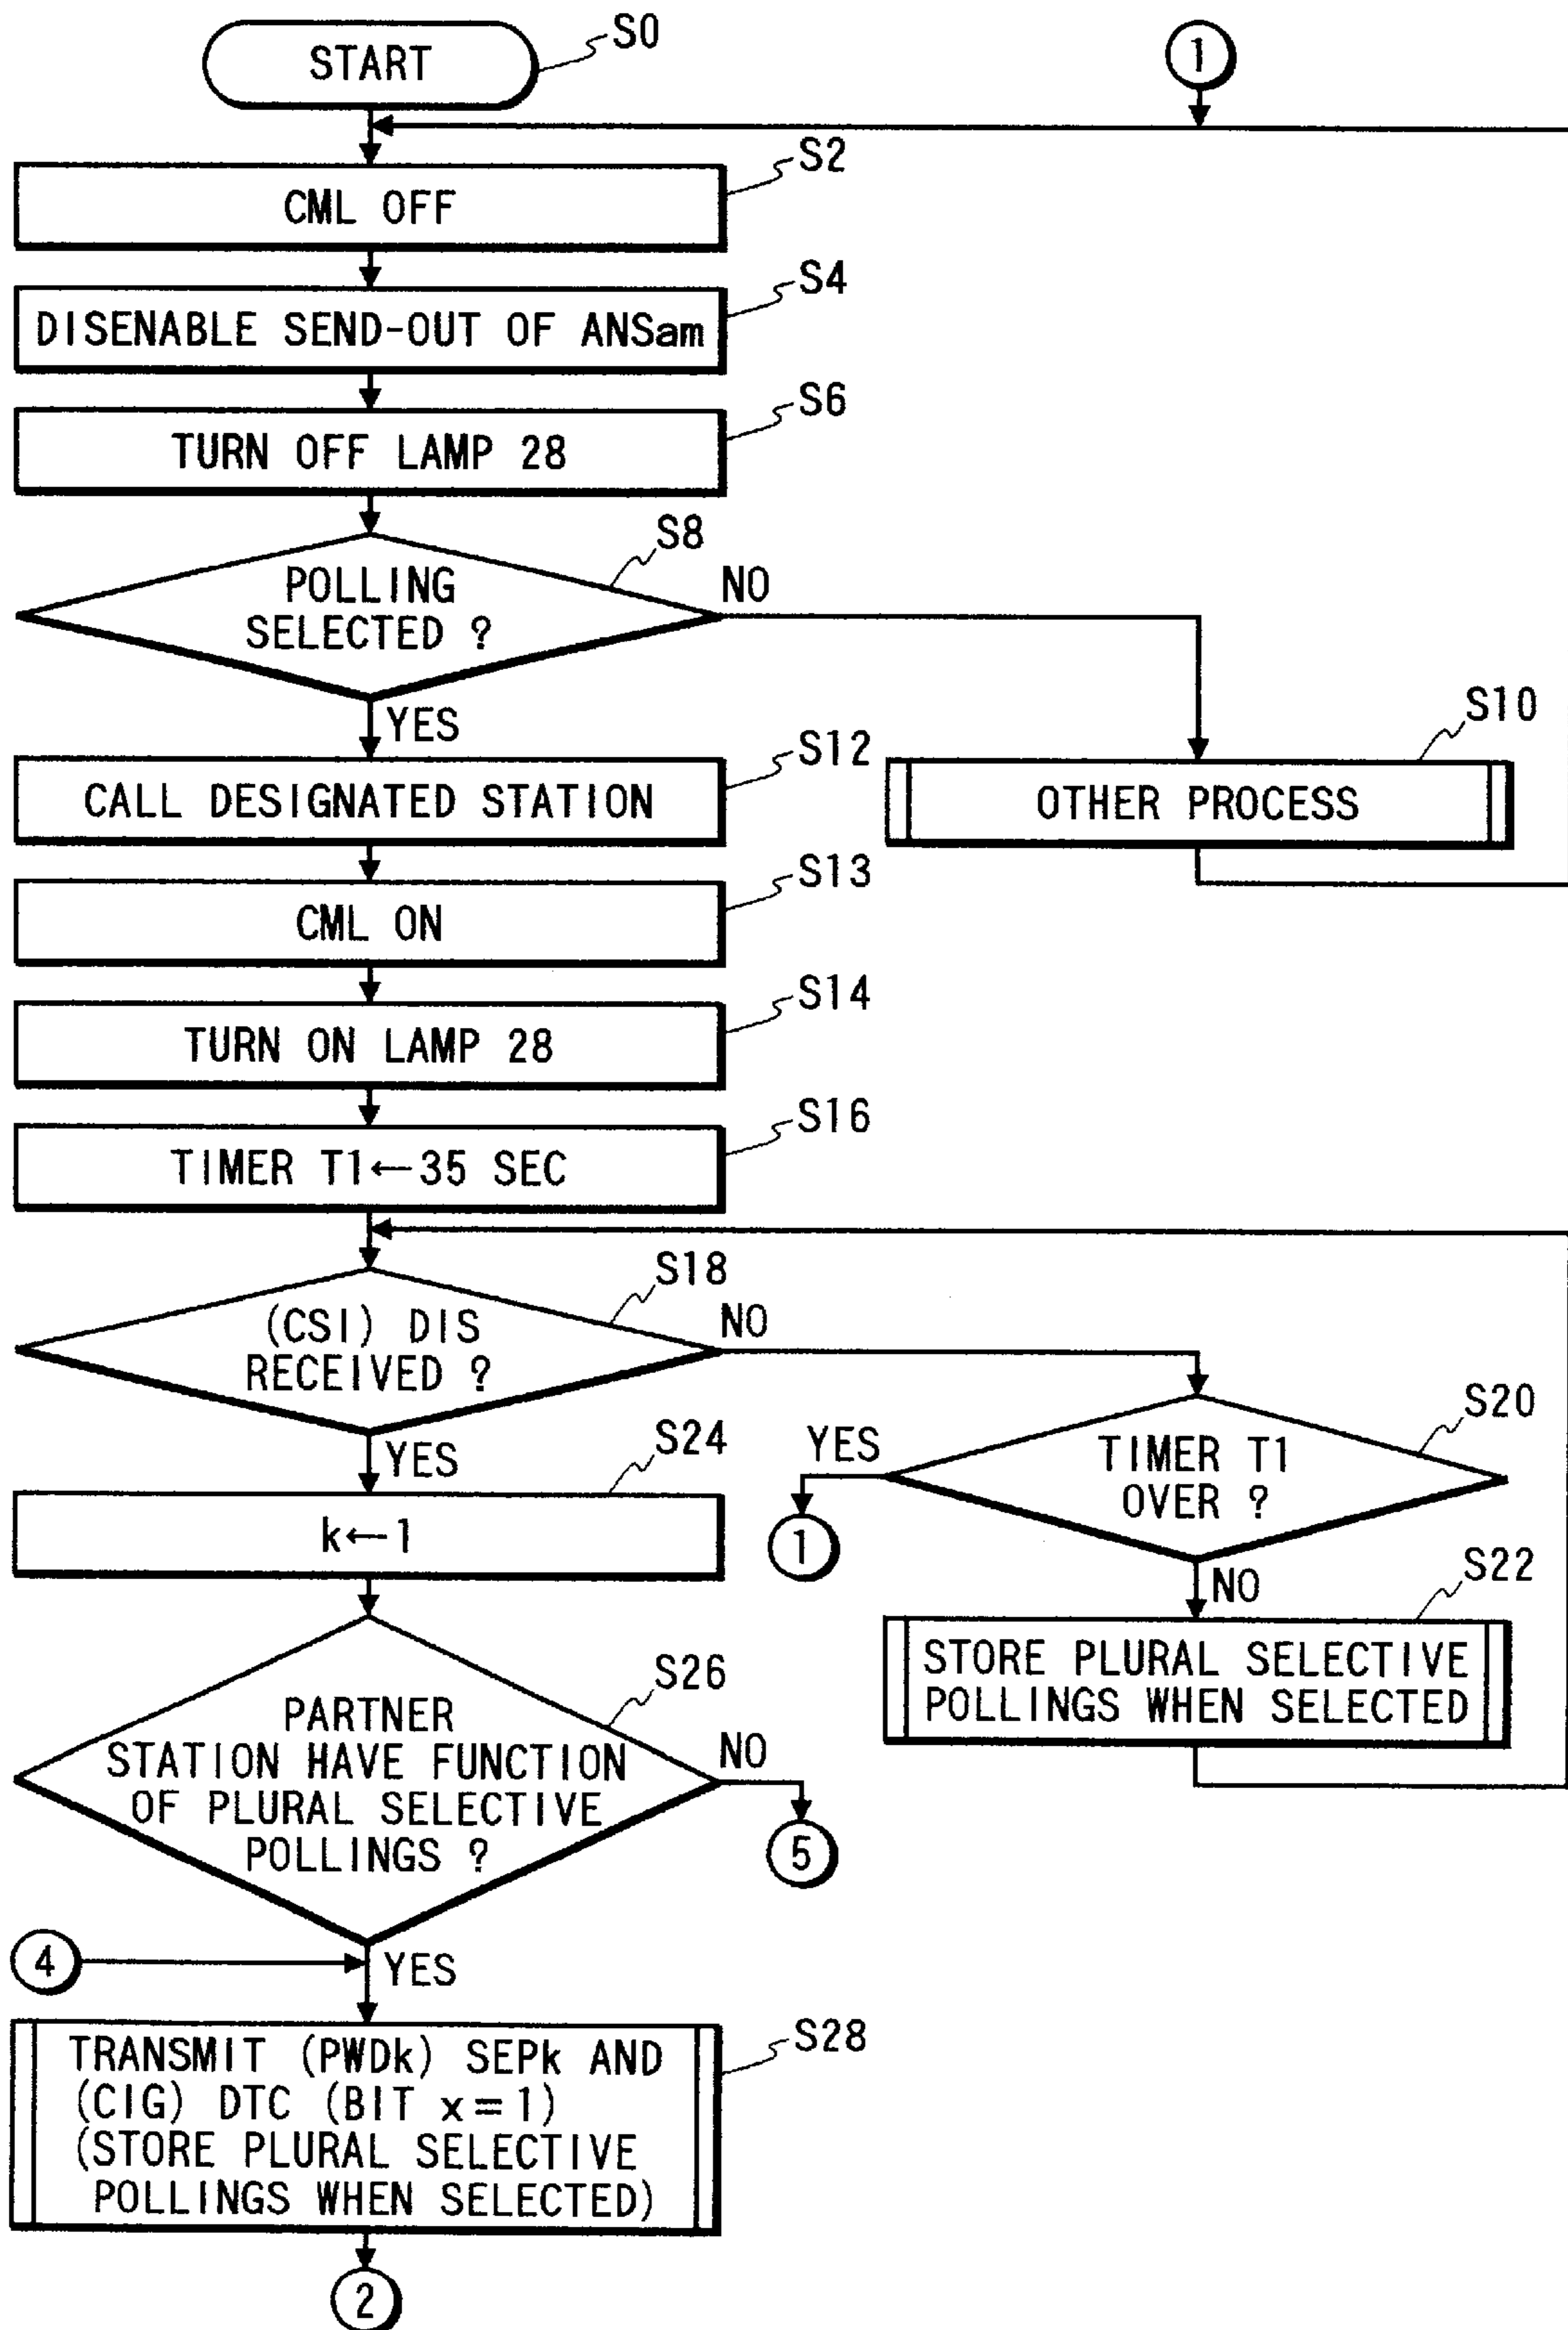 START
S0
1
S2
CML OFF
S4
DISENABLE SEND-OUT OF ANSam
S6
TURN OFF LAMP 28
S8
POLLING
SELECTED ?
NO
YES
S10
OTHER PROCESS
S12
CALL DESIGNATED STATION
S13
CML ON
S14
TURN ON LAMP 28
S16
TIMER T1←35 SEC
S18
(CSI) DIS
RECEIVED ?
NO
YES
S20
TIMER T1
OVER ?
YES
1
NO
S22
STORE PLURAL SELECTIVE
POLLINGS WHEN SELECTED
S24
k←1
S26
PARTNER
STATION HAVE FUNCTION
OF PLURAL SELECTIVE
POLLINGS ?
NO
5
4
YES
S28
TRANSMIT (PWDk) SEPk AND
(CIG) DTC (BIT x=1)
(STORE PLURAL SELECTIVE
POLLINGS WHEN SELECTED)
2